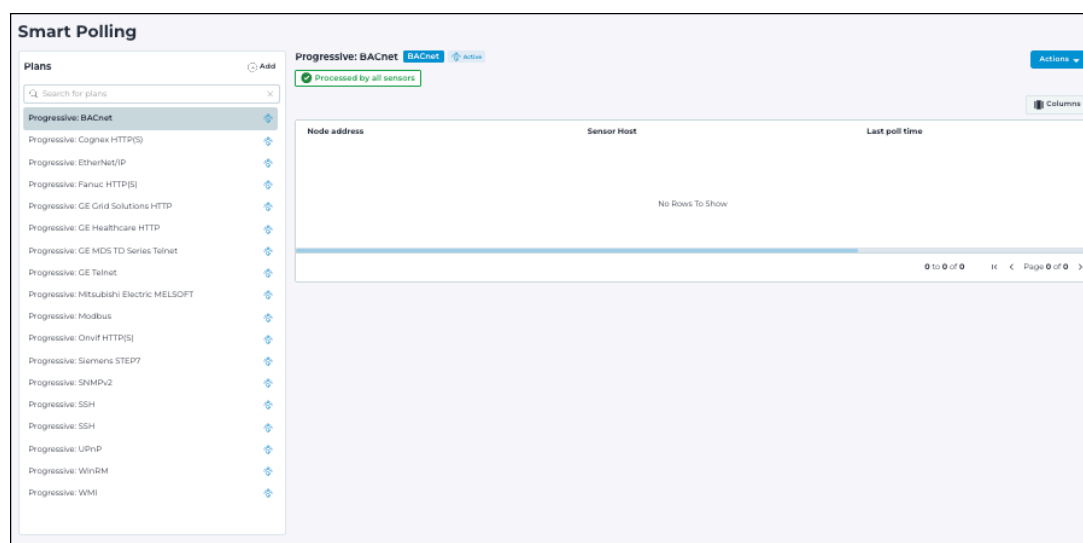 Smart Polling
Plans
Add
Search for plans
Progressive: BACnet
Progressive: Cognex HTTP(S)
Progressive: EtherNet/IP
Progressive: Fanuc HTTP(S)
Progressive: GE Grid Solutions HTTP
Progressive: GE Healthcare HTTP
Progressive: GE MDS TD Series Telnet
Progressive: GE Telnet
Progressive: Mitsubishi Electric MELSOFT
Progressive: Modbus
Progressive: Onvif HTTP(S)
Progressive: Siemens STEP7
Progressive: SNMPv2
Progressive: SSH
Progressive: SSH
Progressive: UPnP
Progressive: WinRM
Progressive: WMI
Progressive: BACnet BACnet Active
Actions
Processed by all sensors
Columns
Node address Sensor Host Last poll time
No Rows To Show
0 to 0 of 0 Page 0 of 0